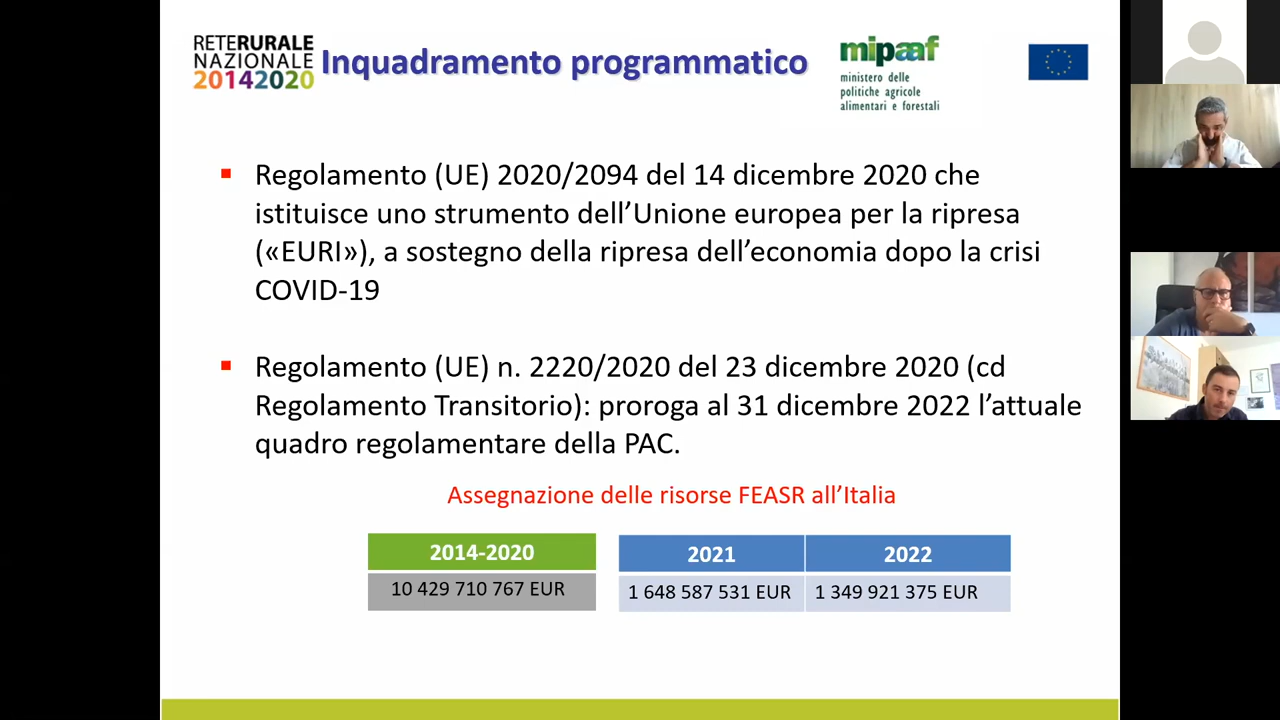 RETERURALE
NAZIONALE
20142020
Inquadramento programmatico
mipaaf
ministero delle
politiche agricole
alimentari e forestali
Regolamento (UE) 2020/2094 del 14 dicembre 2020 che
istituisce uno strumento dell’Unione europea per la ripresa
(«EURI»), a sostegno della ripresa dell’economia dopo la crisi
COVID-19
Regolamento (UE) n. 2220/2020 del 23 dicembre 2020 (cd
Regolamento Transitorio): proroga al 31 dicembre 2022 l’attuale
quadro regolamentare della PAC.
Assegnazione delle risorse FEASR all’Italia
2014-2020
10 429 710 767 EUR
2021 2022
1 648 587 531 EUR 1 349 921 375 EUR